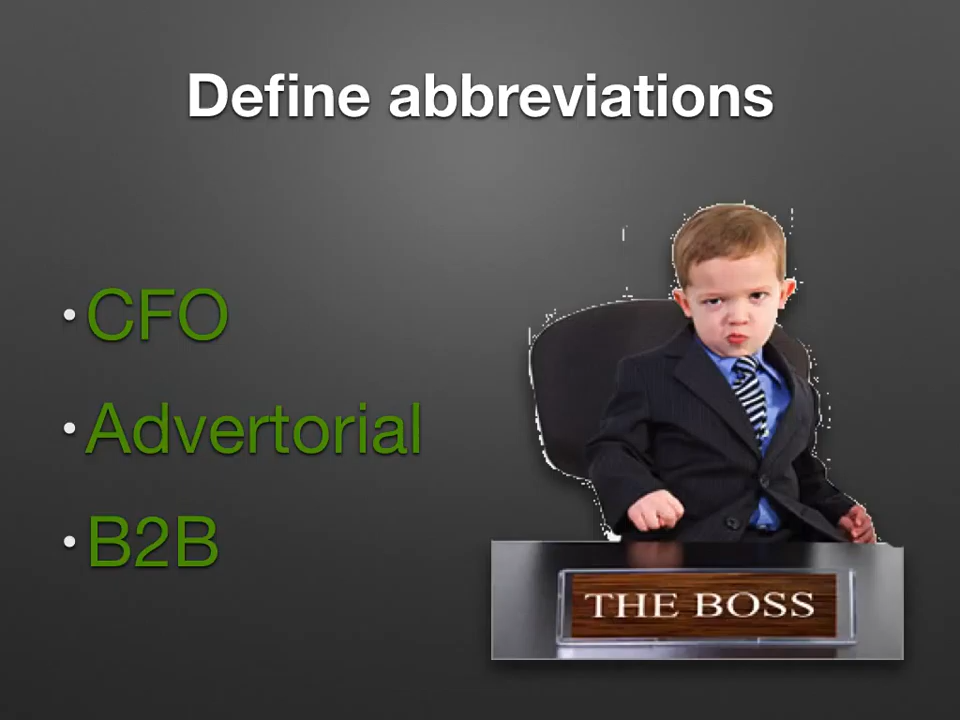 Define abbreviations
• CFO
• Advertorial
• B2B
THE BOSS